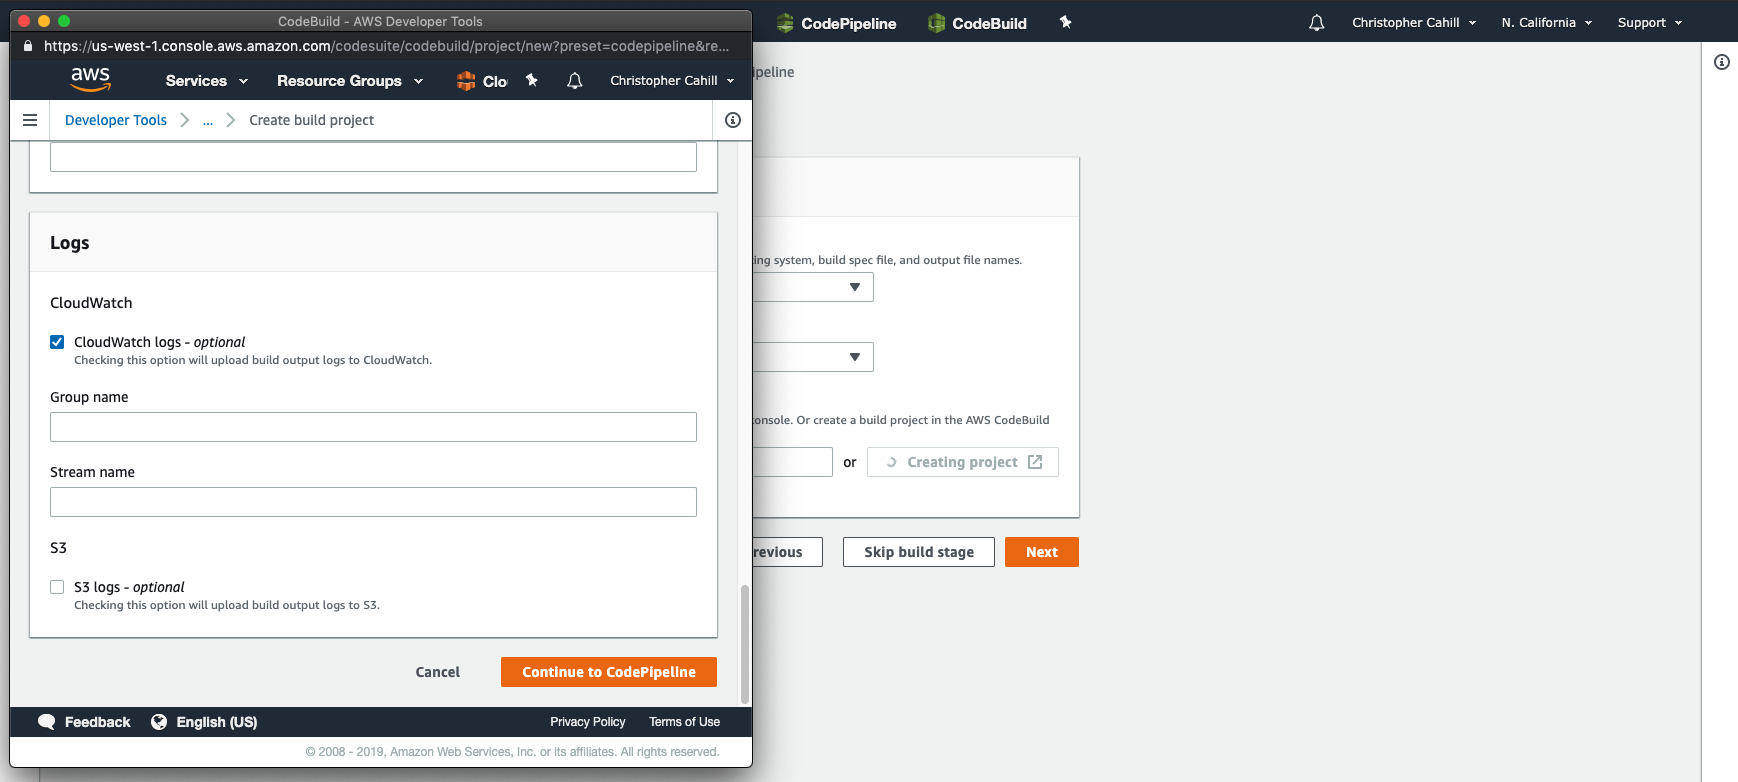 CodeBuild - AWS Developer Tools
https://us-west-1.console.aws.amazon.com/codesuite/codebuild/project/new?preset=codepipeline&re...
aws Services Resource Groups Clo Christopher Cahill
Developer Tools ... Create build project
Logs
CloudWatch
CloudWatch logs - optional
Checking this option will upload build output logs to CloudWatch.
Group name
Stream name
S3
S3 logs - optional
Checking this option will upload build output logs to S3.
Cancel Continue to CodePipeline
Feedback English (US) Privacy Policy Terms of Use
© 2008 - 2019, Amazon Web Services, Inc. or its affiliates. All rights reserved.
CodePipeline CodeBuild Christopher Cahill N. California Support
ipeline
ing system, build spec file, and output file names.
console. Or create a build project in the AWS CodeBuild
or Creating project
revious Skip build stage Next